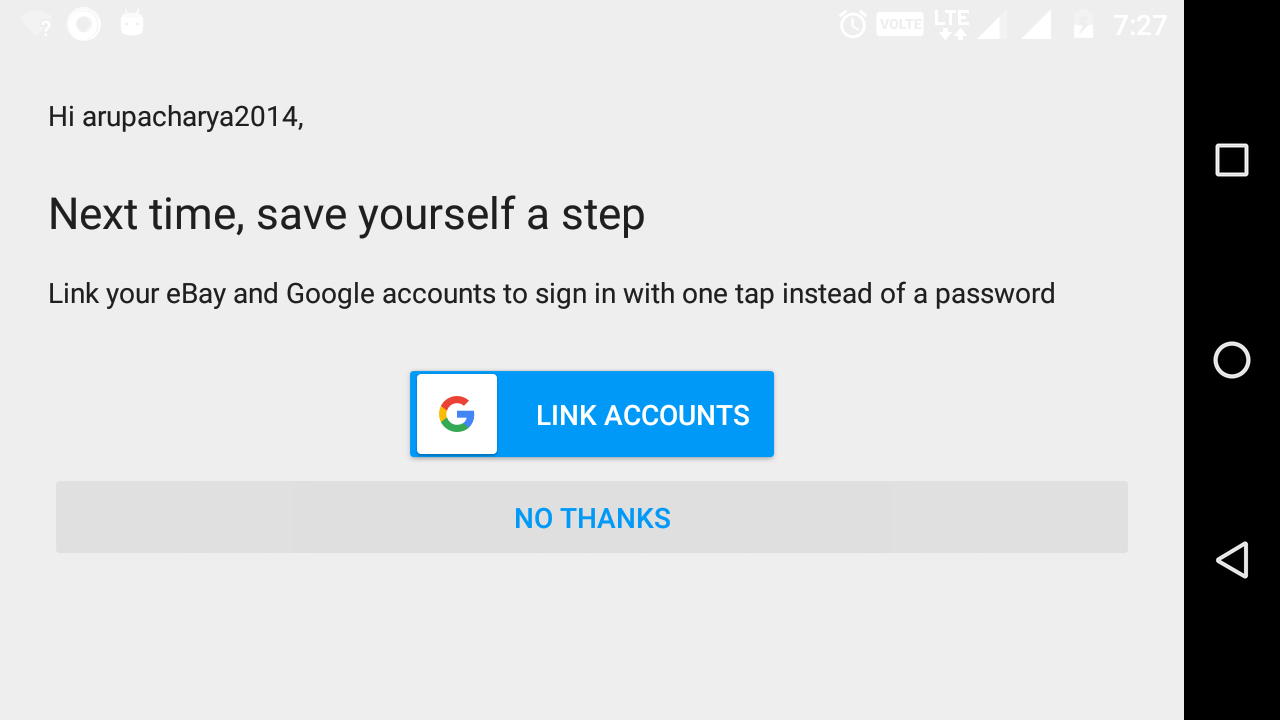 VOLTE LTE 7:27
Hi arupacharya2014,
Next time, save yourself a step
Link your eBay and Google accounts to sign in with one tap instead of a password
LINK ACCOUNTS
NO THANKS